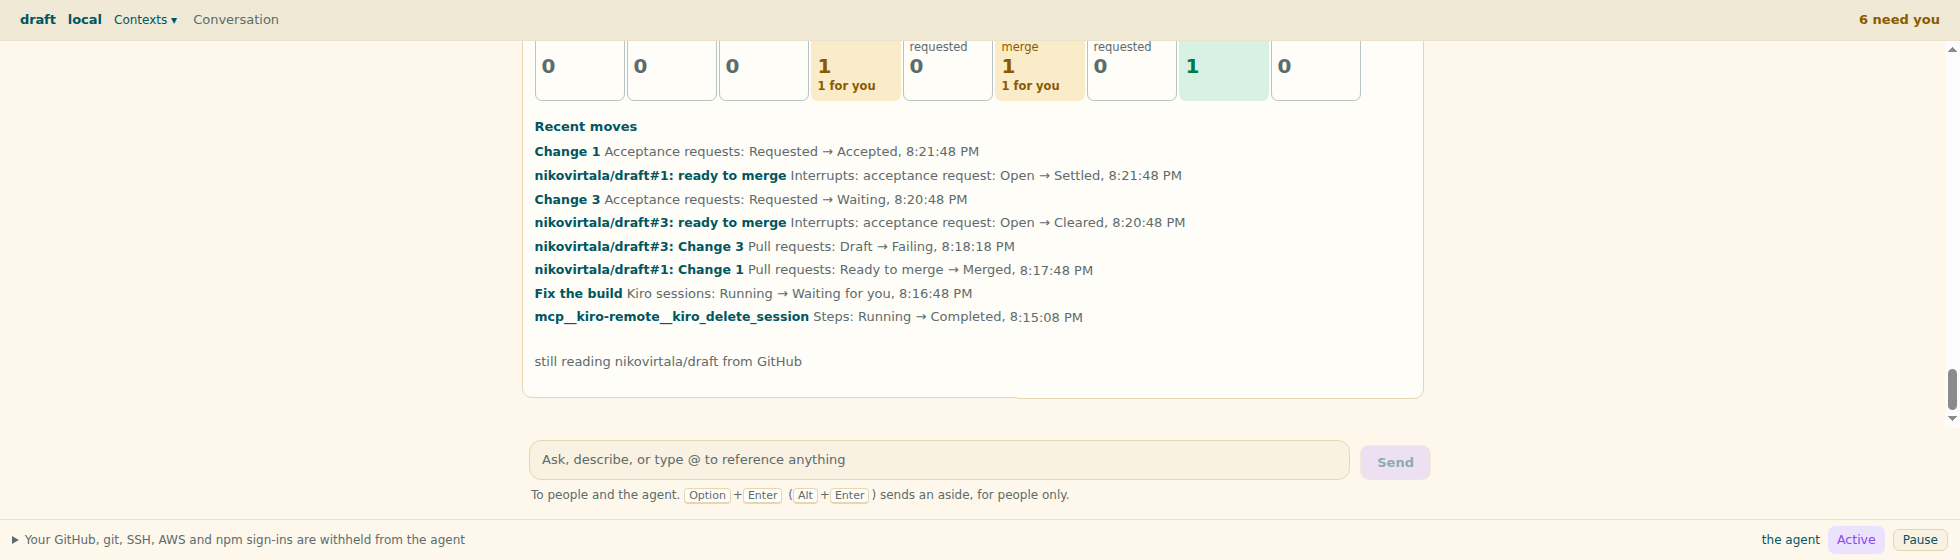 draft local Contexts ▾ Conversation 6 need you
requested merge requested
0 0 0 1 0 1 0 1 0
1 for you 1 for you
Recent moves
Change 1 Acceptance requests: Requested → Accepted, 8:21:48 PM
nikovirtala/draft#1: ready to merge Interrupts: acceptance request: Open → Settled, 8:21:48 PM
Change 3 Acceptance requests: Requested → Waiting, 8:20:48 PM
nikovirtala/draft#3: ready to merge Interrupts: acceptance request: Open → Cleared, 8:20:48 PM
nikovirtala/draft#3: Change 3 Pull requests: Draft → Failing, 8:18:18 PM
nikovirtala/draft#1: Change 1 Pull requests: Ready to merge → Merged, 8:17:48 PM
Fix the build Kiro sessions: Running → Waiting for you, 8:16:48 PM
mcp__kiro-remote__kiro_delete_session Steps: Running → Completed, 8:15:08 PM
still reading nikovirtala/draft from GitHub
Ask, describe, or type @ to reference anything Send
To people and the agent. Option+Enter (Alt+Enter) sends an aside, for people only.
▶ Your GitHub, git, SSH, AWS and npm sign-ins are withheld from the agent the agent Active Pause